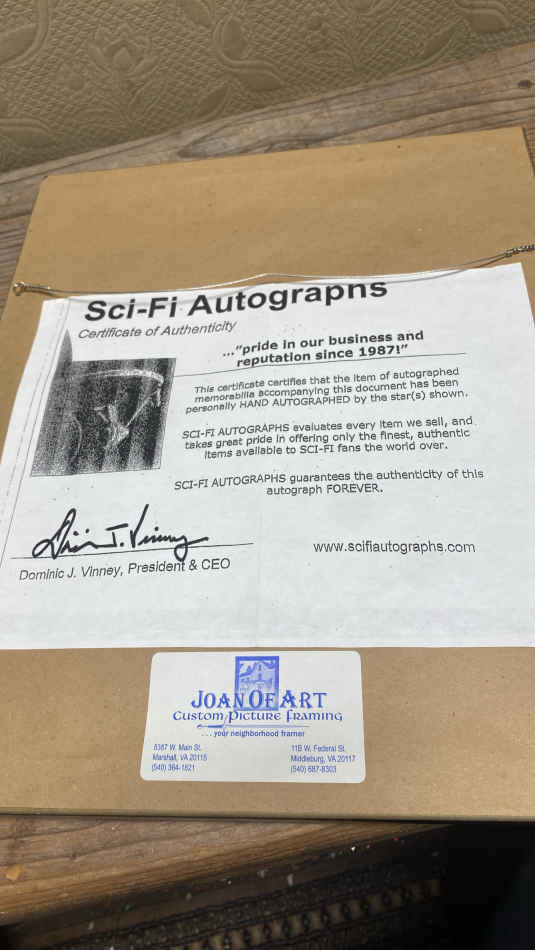 Sci-Fi Autographs
Certificate of Authenticity
..."pride in our business and
reputation since 1987!"
This certificate certifies that the item of autographed
memorabilia accompanying this document has been
personally HAND AUTOGRAPHED by the star(s) shown.
SCI-FI AUTOGRAPHS evaluates every item we sell, and
takes great pride in offering only the finest, authentic
items available to SCI-FI fans the world over.
SCI-FI AUTOGRAPHS guarantees the authenticity of this
autograph FOREVER.
Dominic J. Vinney
www.scifiautographs.com
Dominic J. Vinney, President & CEO
JOAN OF ART
CUSTOM PICTURE FRAMING
...your neighborhood framer
8387 W. Main St.
Marshall, VA 20115
(540) 364-1821
11B W. Federal St.
Middleburg, VA 20117
(540) 687-8303